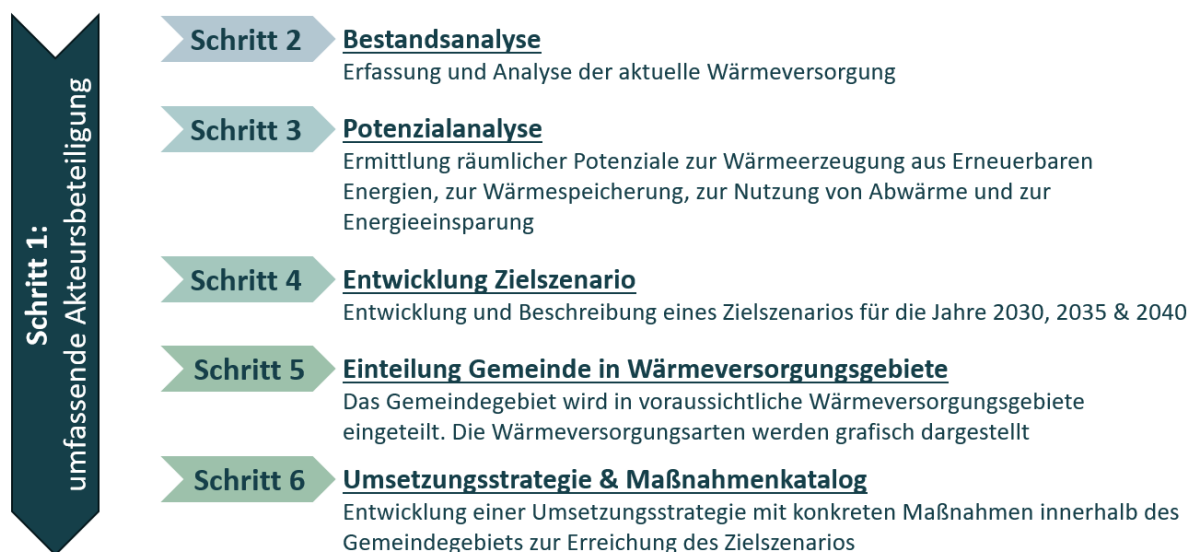 Schritt 1:
umfassende Akteursbeteiligung
Schritt 2
Bestandsanalyse
Erfassung und Analyse der aktuelle Wärmeversorgung
Schritt 3
Potenzialanalyse
Ermittlung räumlicher Potenziale zur Wärmeerzeugung aus Erneuerbaren
Energien, zur Wärmespeicherung, zur Nutzung von Abwärme und zur
Energieeinsparung
Schritt 4
Entwicklung Zielszenario
Entwicklung und Beschreibung eines Zielszenarios für die Jahre 2030, 2035 & 2040
Schritt 5
Einteilung Gemeinde in Wärmeversorgungsgebiete
Das Gemeindegebiet wird in voraussichtliche Wärmeversorgungsgebiete
eingeteilt. Die Wärmeversorgungsarten werden grafisch dargestellt
Schritt 6
Umsetzungsstrategie & Maßnahmenkatalog
Entwicklung einer Umsetzungsstrategie mit konkreten Maßnahmen innerhalb des
Gemeindegebiets zur Erreichung des Zielszenarios